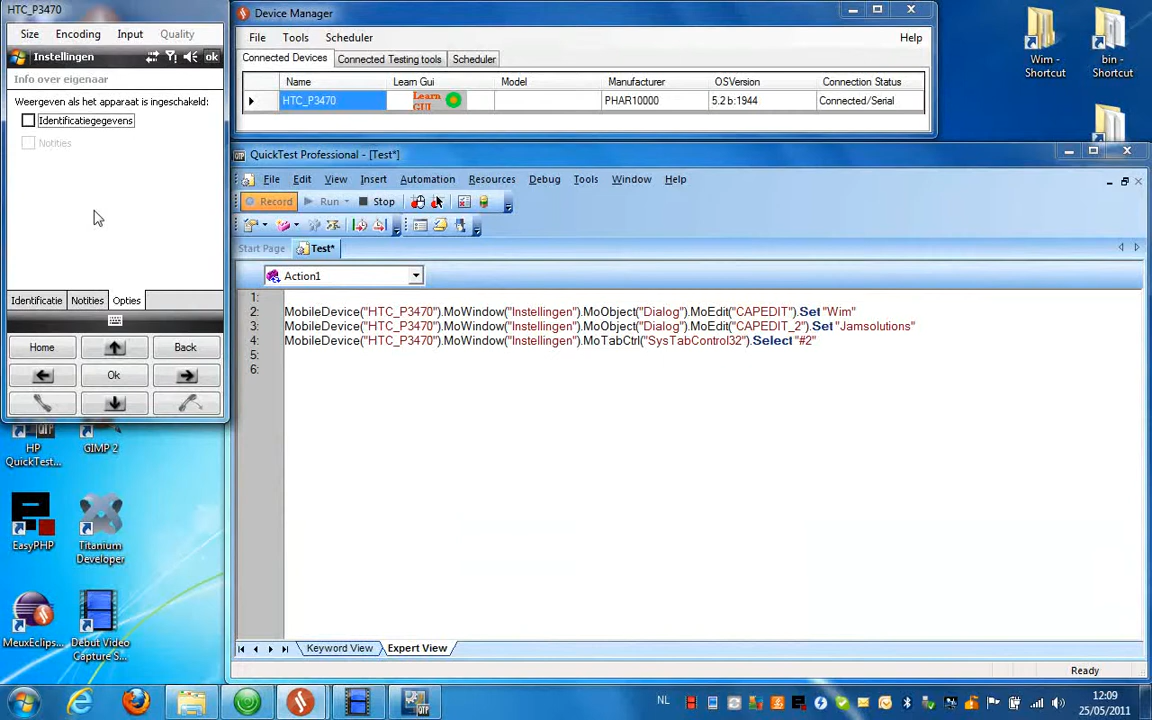 HTC_P3470
Size Encoding Input Quality
Instellingen ok
Info over eigenaar
Weergeven als het apparaat is ingeschakeld:
Identificatiegegevens
Notities
Identificatie Notities Opties
Home Back
Ok
Device Manager
File Tools Scheduler Help
Connected Devices Connected Testing tools Scheduler
Name Learn Gui Model Manufacturer OSVersion Connection Status
HTC_P3470 Learn GUI PHAR10000 5.2 b:1944 Connected/Serial
Wim - Shortcut
bin - Shortcut
QuickTest Professional - [Test*]
File Edit View Insert Automation Resources Debug Tools Window Help
Record Run Stop
Start Page Test*
Action1
1:
2: MobileDevice("HTC_P3470").MoWindow("Instellingen").MoObject("Dialog").MoEdit("CAPEDIT").Set "Wim"
3: MobileDevice("HTC_P3470").MoWindow("Instellingen").MoObject("Dialog").MoEdit("CAPEDIT_2").Set "Jamsolutions"
4: MobileDevice("HTC_P3470").MoWindow("Instellingen").MoTabCtrl("SysTabControl32").Select "#2"
5:
6:
Keyword View Expert View
Ready
HP QuickTest...
GIMP 2
EasyPHP
Titanium Developer
MeuxEclips...
Debut Video Capture S...
NL
12:09
25/05/2011